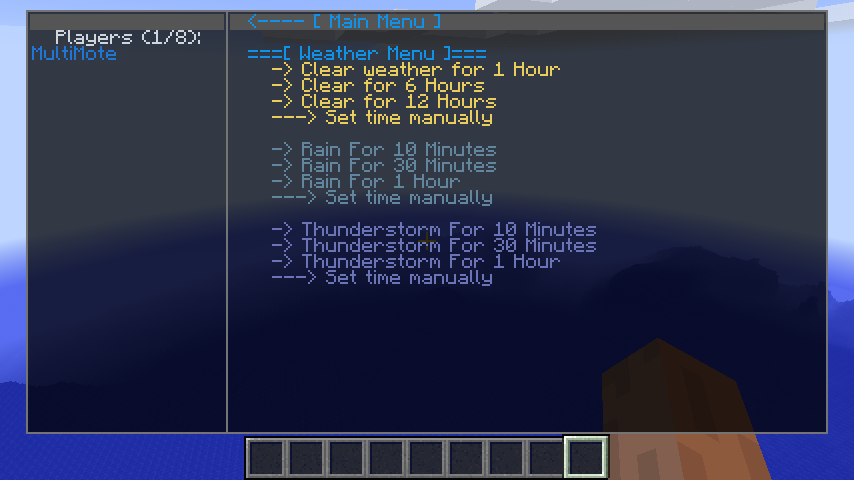 <---- [ Main Menu ]
Players (1/8):
MultiMote
===[ Weather Menu ]===
-> Clear weather for 1 Hour
-> Clear for 6 Hours
-> Clear for 12 Hours
---> Set time manually
-> Rain For 10 Minutes
-> Rain For 30 Minutes
-> Rain For 1 Hour
---> Set time manually
-> Thunderstorm For 10 Minutes
-> Thunderstorm For 30 Minutes
-> Thunderstorm For 1 Hour
---> Set time manually